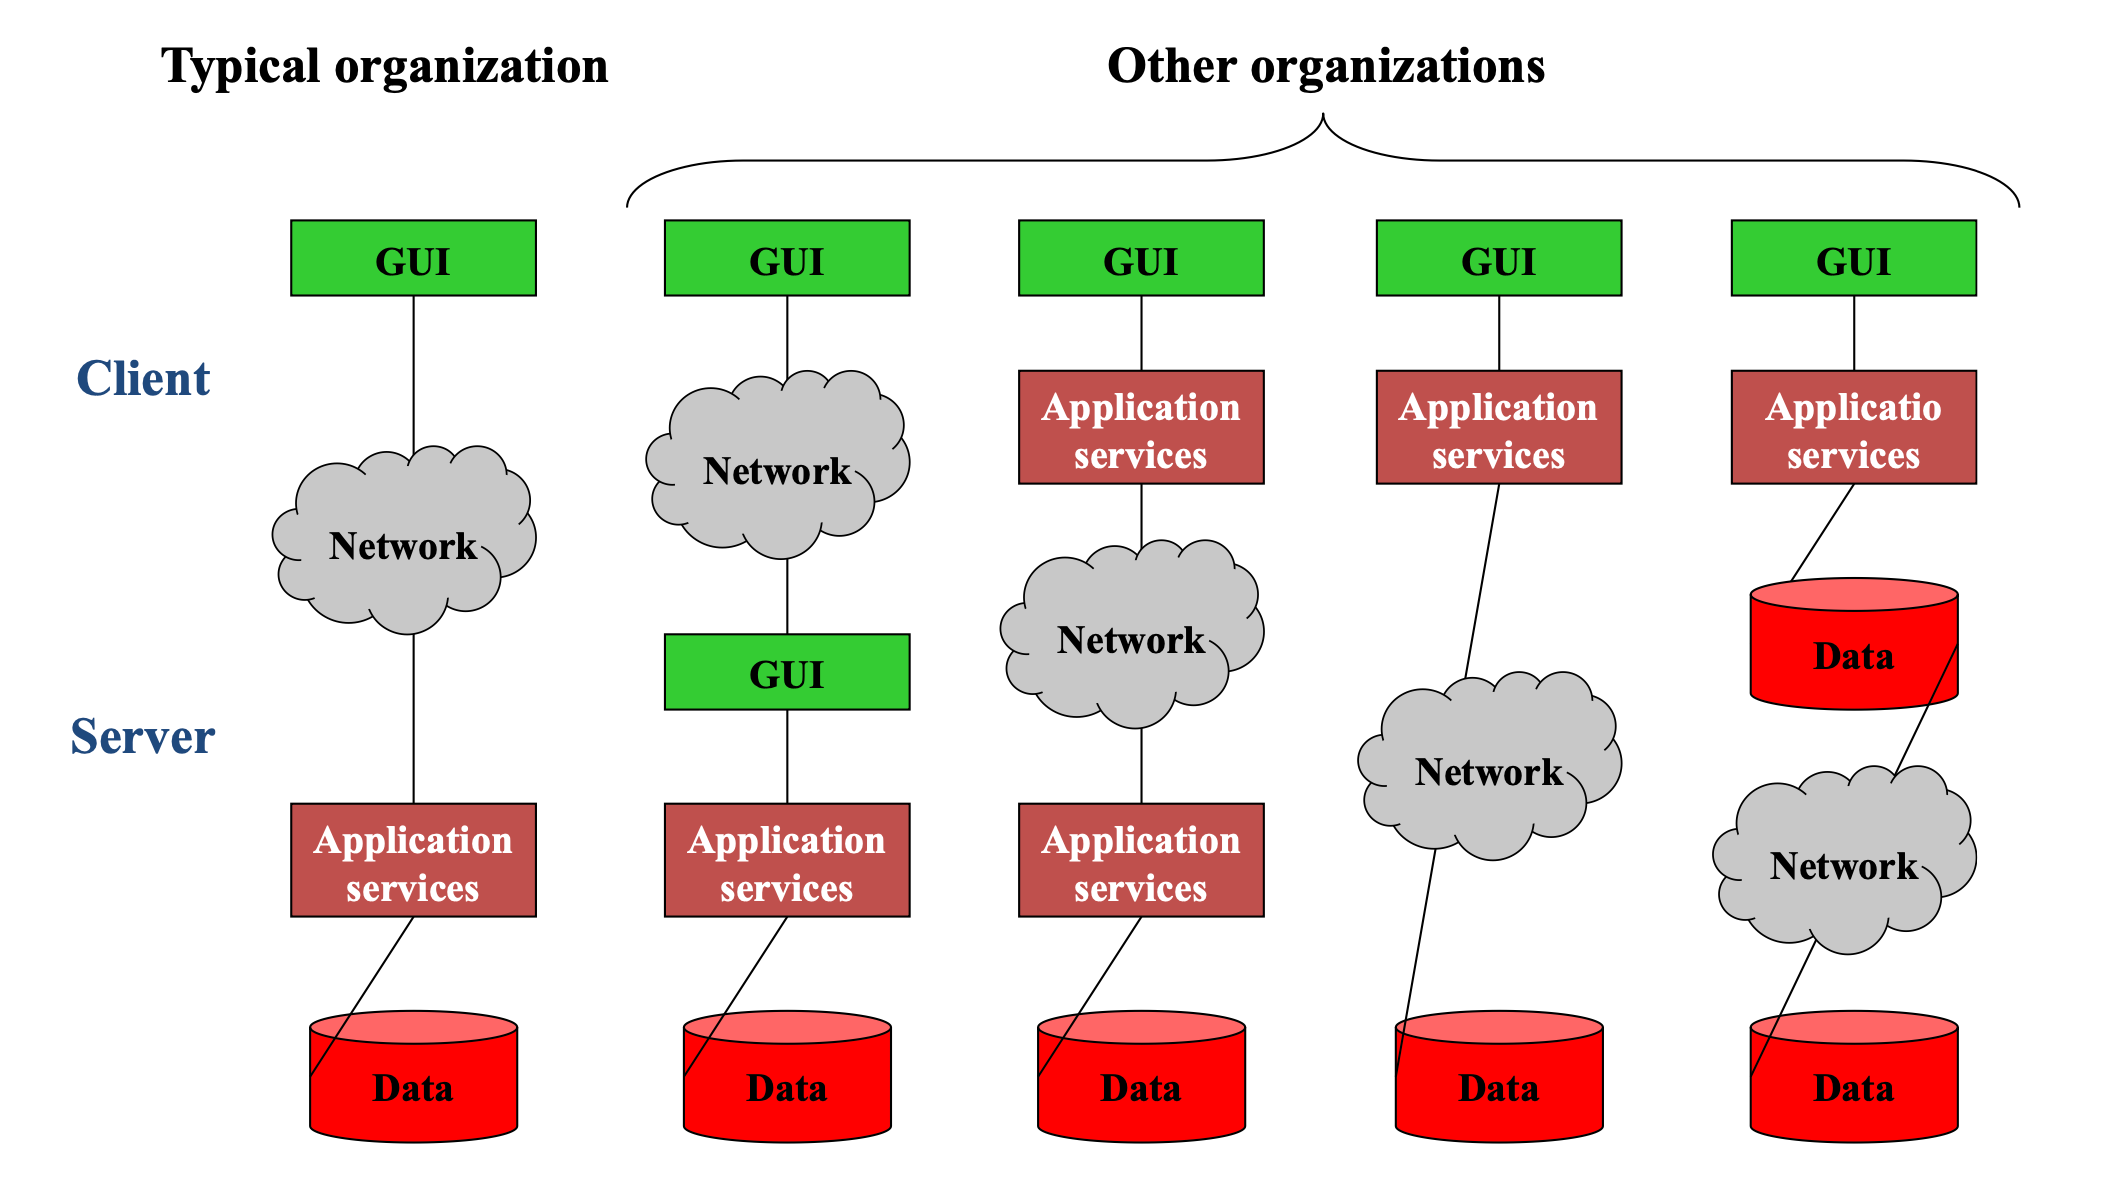 Typical organization
Other organizations
GUI
GUI
GUI
GUI
GUI
Client
Application
services
Application
services
Applicatio
services
Network
Network
Network
Network
Data
Server
GUI
Network
Application
services
Application
services
Application
services
Data
Data
Data
Data
Network
Data